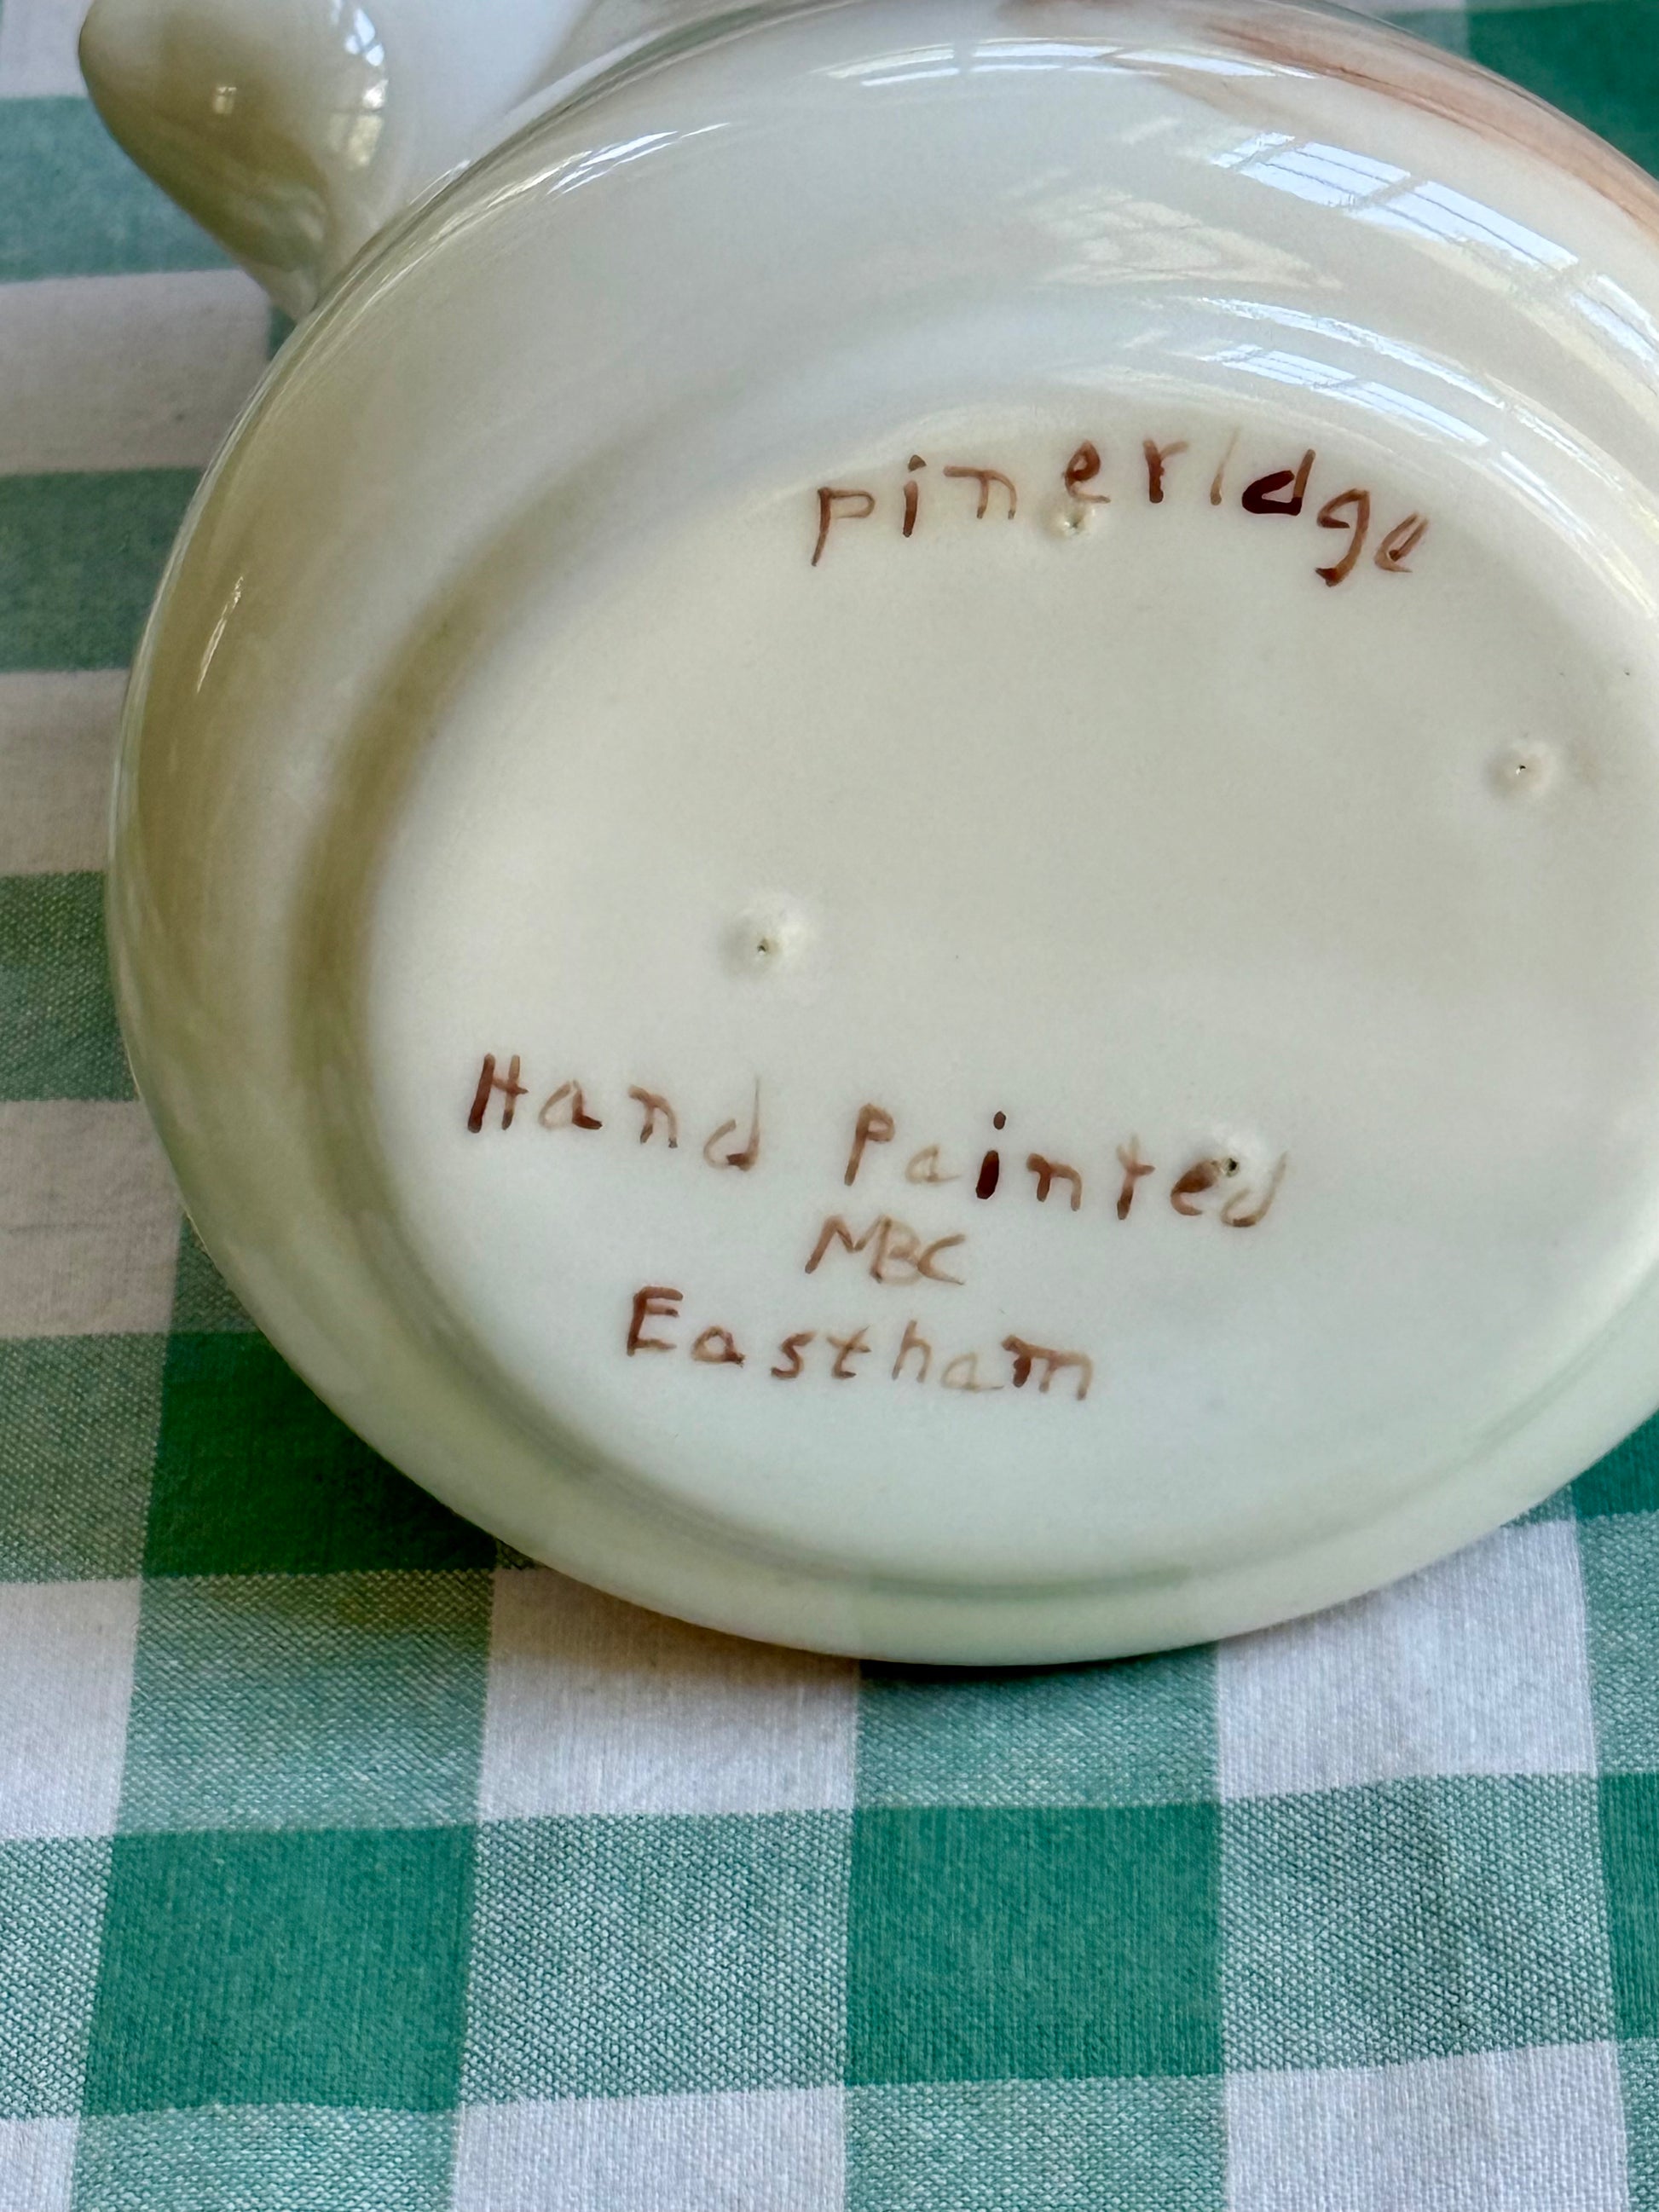 pineridge
Hand Painted
MBC
Eastham